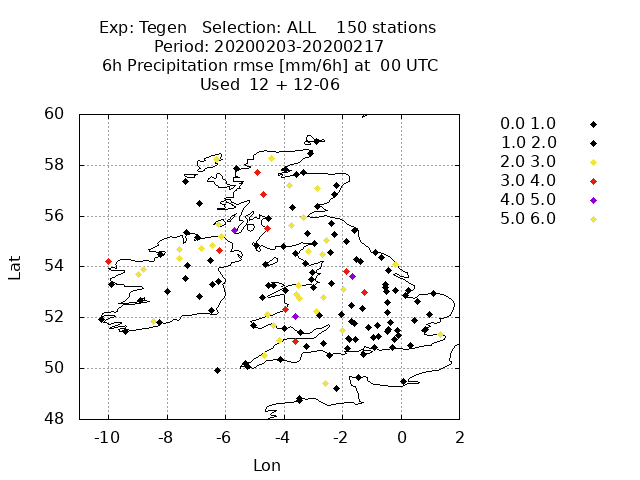 Exp: Tegen Selection: ALL 150 stations
Period: 20200203-20200217
6h Precipitation rmse [mm/6h] at 00 UTC
Used 12 + 12-06
0.0 1.0
1.0 2.0
2.0 3.0
3.0 4.0
4.0 5.0
5.0 6.0
60
58
56
54
52
50
48
Lat
-10 -8 -6 -4 -2 0 2
Lon